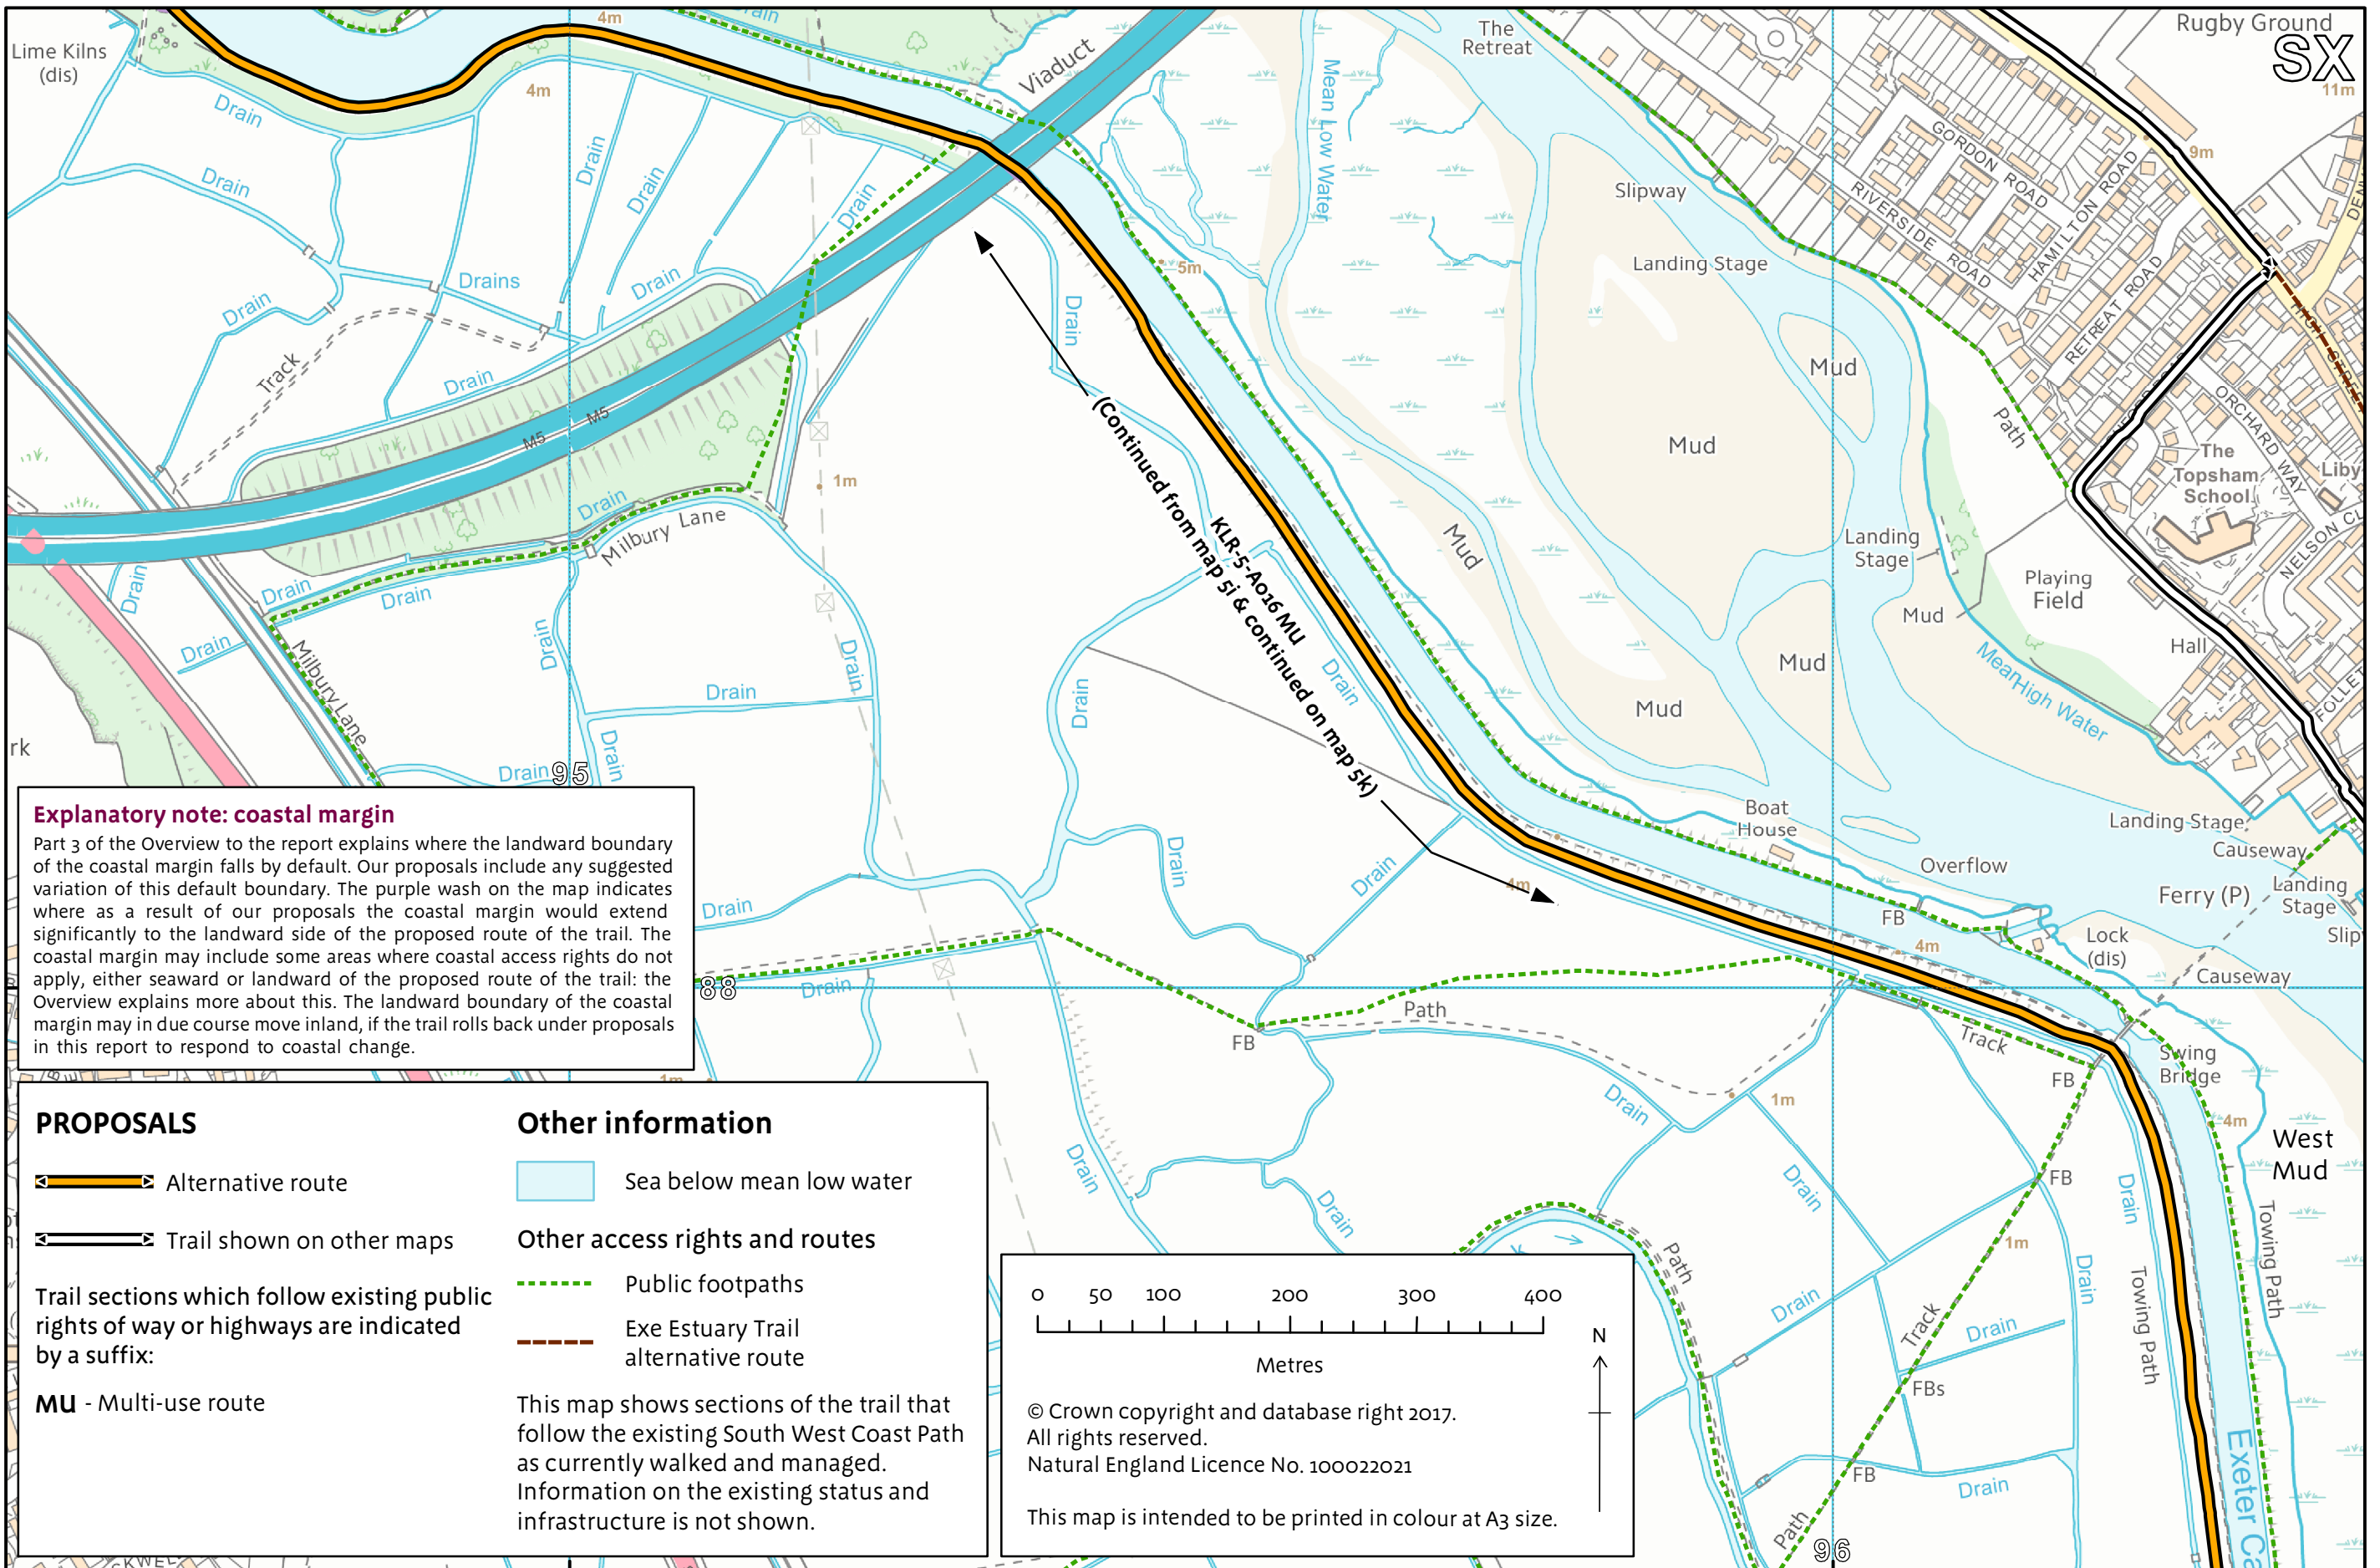 4m
Drain
Lime Kilns
(dis)
Viaduct
The
Retreat
Rugby Ground
SX
11m
4m
Drain
Drain
Mean Low Water
GORDON ROAD
9m
Drain
Drain
Drain
Slipway
RIVERSIDE ROAD
HAMILTON ROAD
Drains
Drain
Drain
5m
Landing Stage
RETREAT ROAD
Drain
Track
Drain
M5
M5
Mud
Mud
Path
ORCHARD WAY
The
Topsham
School
1m
Drain
Milbury Lane
Mud
Landing
Stage
NELSON CL
(Continued from map 5i & continued on map 5k)
KLR-5-A016 MU
Drain
Drain
Drain
Playing
Field
Mud
Drain
Milbury Lane
Drain
Drain
Drain
Mud
Hall
Mean High Water
Drain
Drain
Mud
rk
Drain
Drain
95
Boat
House
Landing Stage
Causeway
Drain
Drain
4m
Overflow
Ferry (P)
Landing
Stage
Drain
FB
Slip
4m
Lock
(dis)
Causeway
88
Drain
Path
FB
Track
Swing
Bridge
FB
1m
Drain
4m
West
Mud
Drain
Drain
Drain
FB
Drain
Towing Path
Path
1m
Drain
Towing Path
Drain
Track
Drain
FBs
FB
Drain
Exeter Ca
Path
96
Explanatory note: coastal margin
Part 3 of the Overview to the report explains where the landward boundary
of the coastal margin falls by default. Our proposals include any suggested
variation of this default boundary. The purple wash on the map indicates
where as a result of our proposals the coastal margin would extend
significantly to the landward side of the proposed route of the trail. The
coastal margin may include some areas where coastal access rights do not
apply, either seaward or landward of the proposed route of the trail: the
Overview explains more about this. The landward boundary of the coastal
margin may in due course move inland, if the trail rolls back under proposals
in this report to respond to coastal change.
1m
PROPOSALS
Alternative route
Trail shown on other maps
Trail sections which follow existing public
rights of way or highways are indicated
by a suffix:
MU - Multi-use route
Other information
Sea below mean low water
Other access rights and routes
Public footpaths
Exe Estuary Trail
alternative route
This map shows sections of the trail that
follow the existing South West Coast Path
as currently walked and managed.
Information on the existing status and
infrastructure is not shown.
0 50 100 200 300 400
Metres
N
© Crown copyright and database right 2017.
All rights reserved.
Natural England Licence No. 100022021
This map is intended to be printed in colour at A3 size.